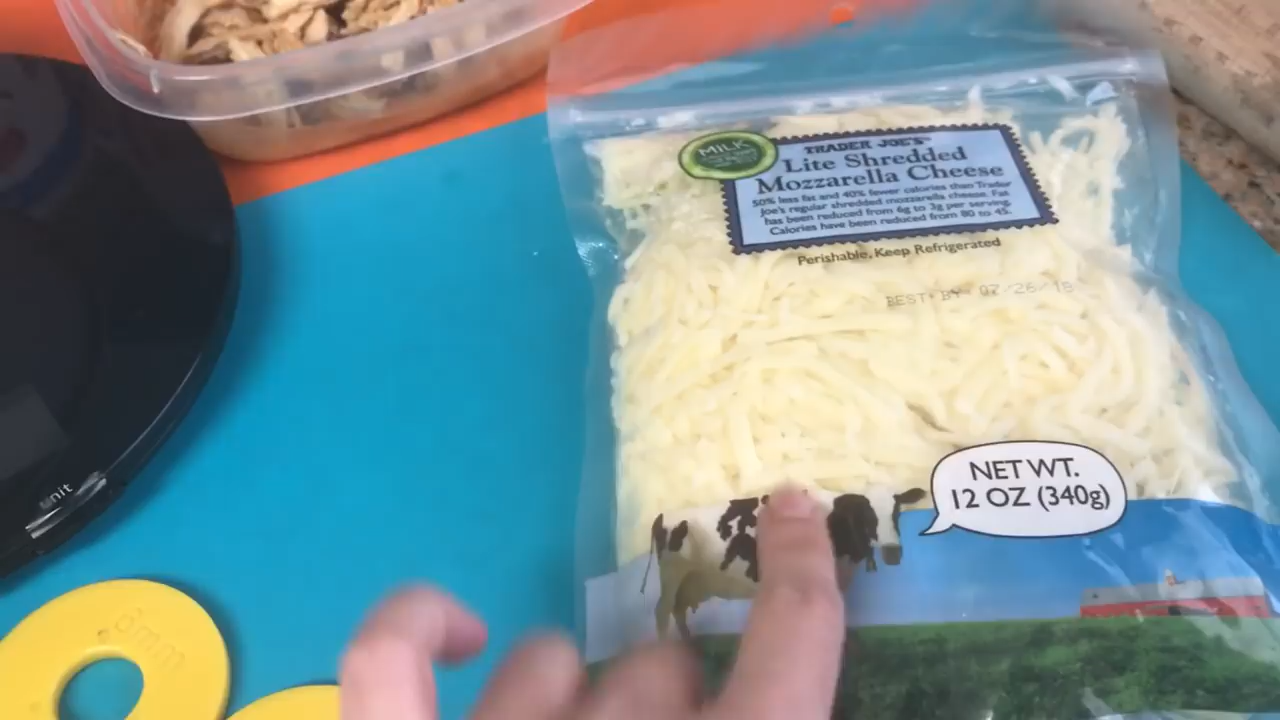 MILK
TRADER JOE'S
Lite Shredded
Mozzarella Cheese
50% less fat and 40% fewer calories than Trader
Joe's regular shredded mozzarella cheese. Fat
has been reduced from 6g to 3g per serving.
Calories have been reduced from 80 to 45.
Perishable, Keep Refrigerated
BEST BY 07/26/18
NET WT.
12 OZ (340g)
unit
6mm